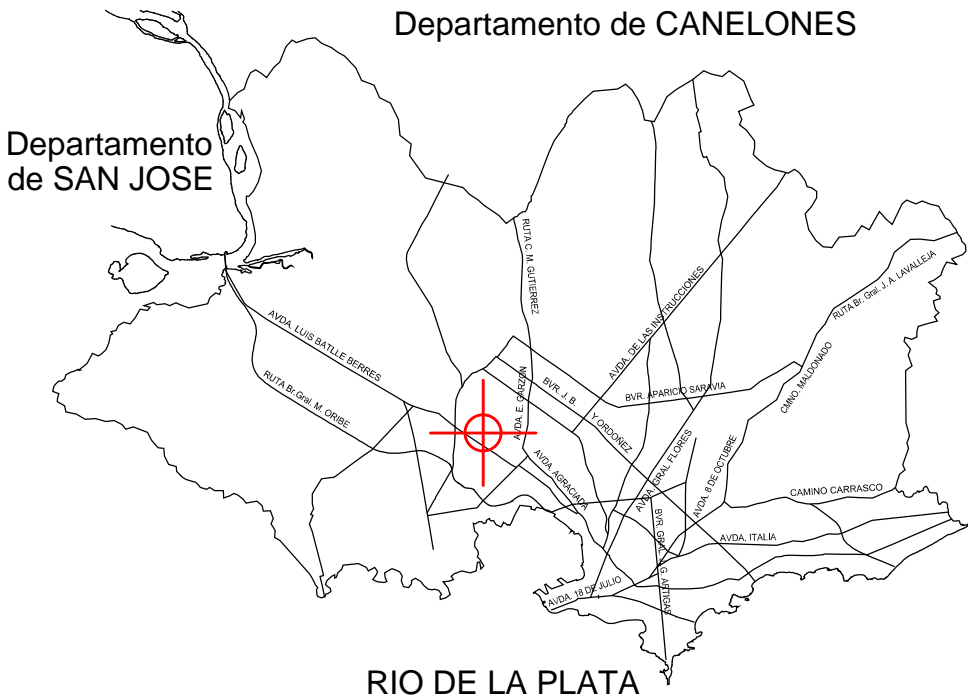 Departamento de CANELONES
Departamento
de SAN JOSE
RUTA C. M. GUTIERREZ
AVDA. DE LAS INSTRUCCIONES
RUTA Br. Gral. J. A. LAVALLEJA
AVDA. LUIS BATLLE BERRES
RUTA Br.Gral. M. ORIBE
AVDA. E. GARZON
BVR. J. B.
Y ORDOÑEZ
BVR. APARICIO SARAVIA
CMNO. MALDONADO
AVDA. AGRACIADA
AVDA. GRAL FLORES
AVDA. 8 DE OCTUBRE
CAMINO CARRASCO
AVDA. ITALIA
BVR. GRAL. J. G. ARTIGAS
AVDA. 18 DE JULIO
RIO DE LA PLATA